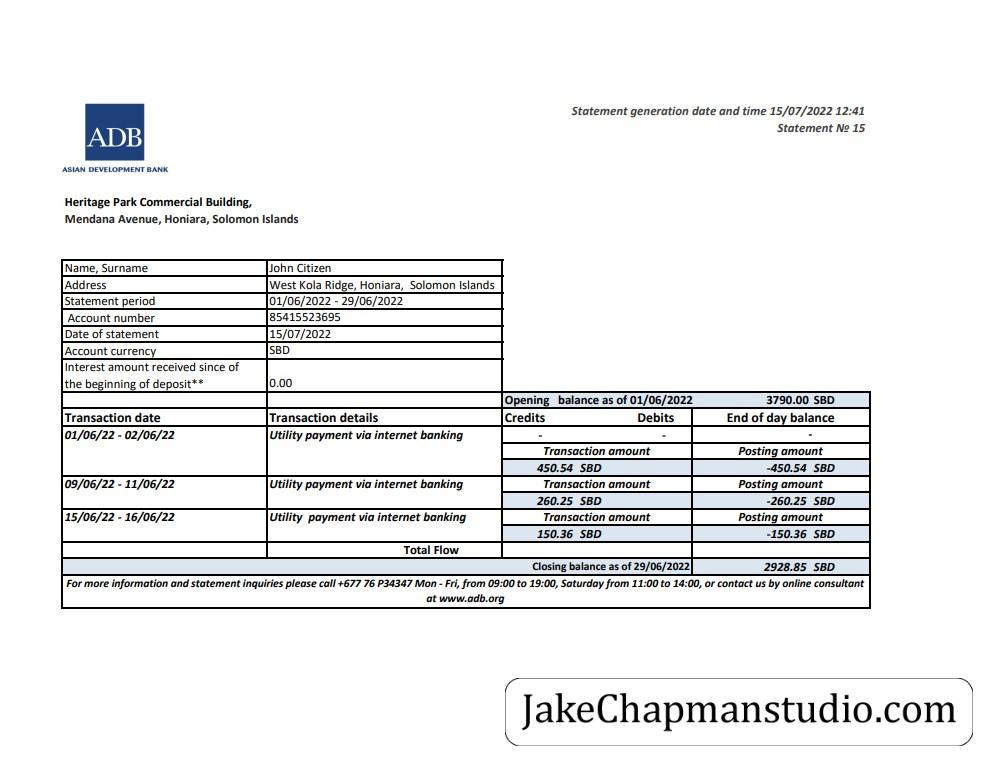 ADB
ASIAN DEVELOPMENT BANK
Statement generation date and time 15/07/2022 12:41
Statement № 15
Heritage Park Commercial Building,
Mendana Avenue, Honiara, Solomon Islands
Name, Surname John Citizen
Address West Kola Ridge, Honiara, Solomon Islands
Statement period 01/06/2022 - 29/06/2022
Account number 85415523695
Date of statement 15/07/2022
Account currency SBD
Interest amount received since of
the beginning of deposit** 0.00
Opening balance as of 01/06/2022 3790.00 SBD
Transaction date Transaction details Credits Debits End of day balance
01/06/22 - 02/06/22 Utility payment via internet banking - - -
Transaction amount Posting amount
450.54 SBD -450.54 SBD
09/06/22 - 11/06/22 Utility payment via internet banking Transaction amount Posting amount
260.25 SBD -260.25 SBD
15/06/22 - 16/06/22 Utility payment via internet banking Transaction amount Posting amount
150.36 SBD -150.36 SBD
Total Flow
Closing balance as of 29/06/2022 2928.85 SBD
For more information and statement inquiries please call +677 76 P34347 Mon - Fri, from 09:00 to 19:00, Saturday from 11:00 to 14:00, or contact us by online consultant
at www.adb.org
JakeChapmanstudio.com